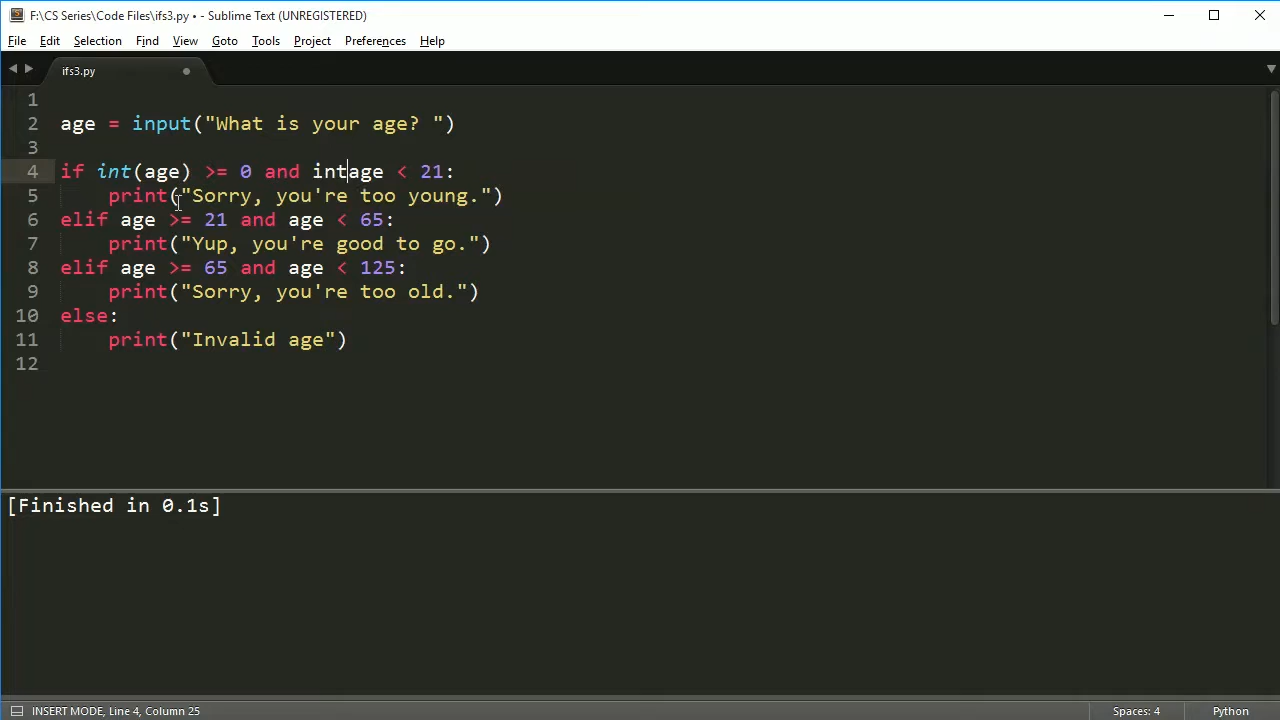 F:\CS Series\Code Files\ifs3.py • - Sublime Text (UNREGISTERED)
File Edit Selection Find View Goto Tools Project Preferences Help
ifs3.py
1
2 age = input("What is your age? ")
3
4 if int(age) >= 0 and intage < 21:
5     print("Sorry, you're too young.")
6 elif age >= 21 and age < 65:
7     print("Yup, you're good to go.")
8 elif age >= 65 and age < 125:
9     print("Sorry, you're too old.")
10 else:
11     print("Invalid age")
12
[Finished in 0.1s]
INSERT MODE, Line 4, Column 25 Spaces: 4 Python